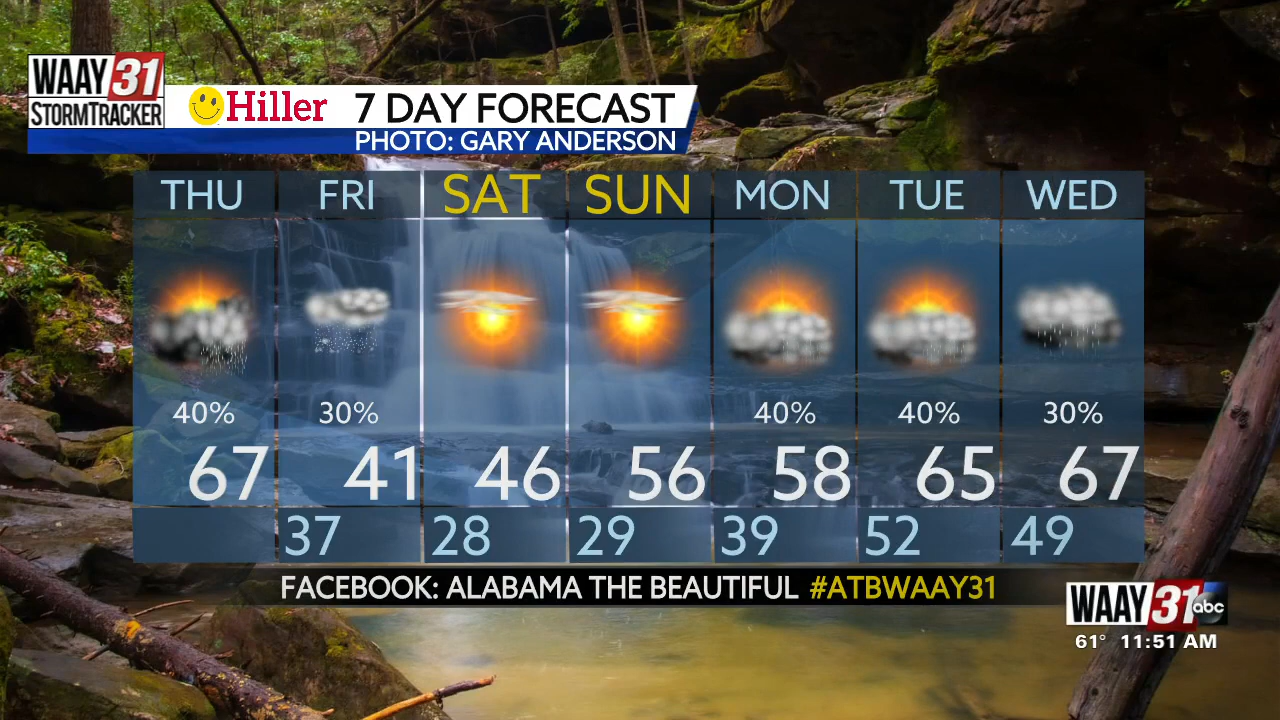 WAAY 31
STORMTRACKER
Hiller
7 DAY FORECAST
PHOTO: GARY ANDERSON
THU FRI SAT SUN MON TUE WED
40% 30% 40% 40% 30%
67 41 46 56 58 65 67
37 28 29 39 52 49
FACEBOOK: ALABAMA THE BEAUTIFUL #ATBWAAY31
WAAY 31 abc
61° 11:51 AM